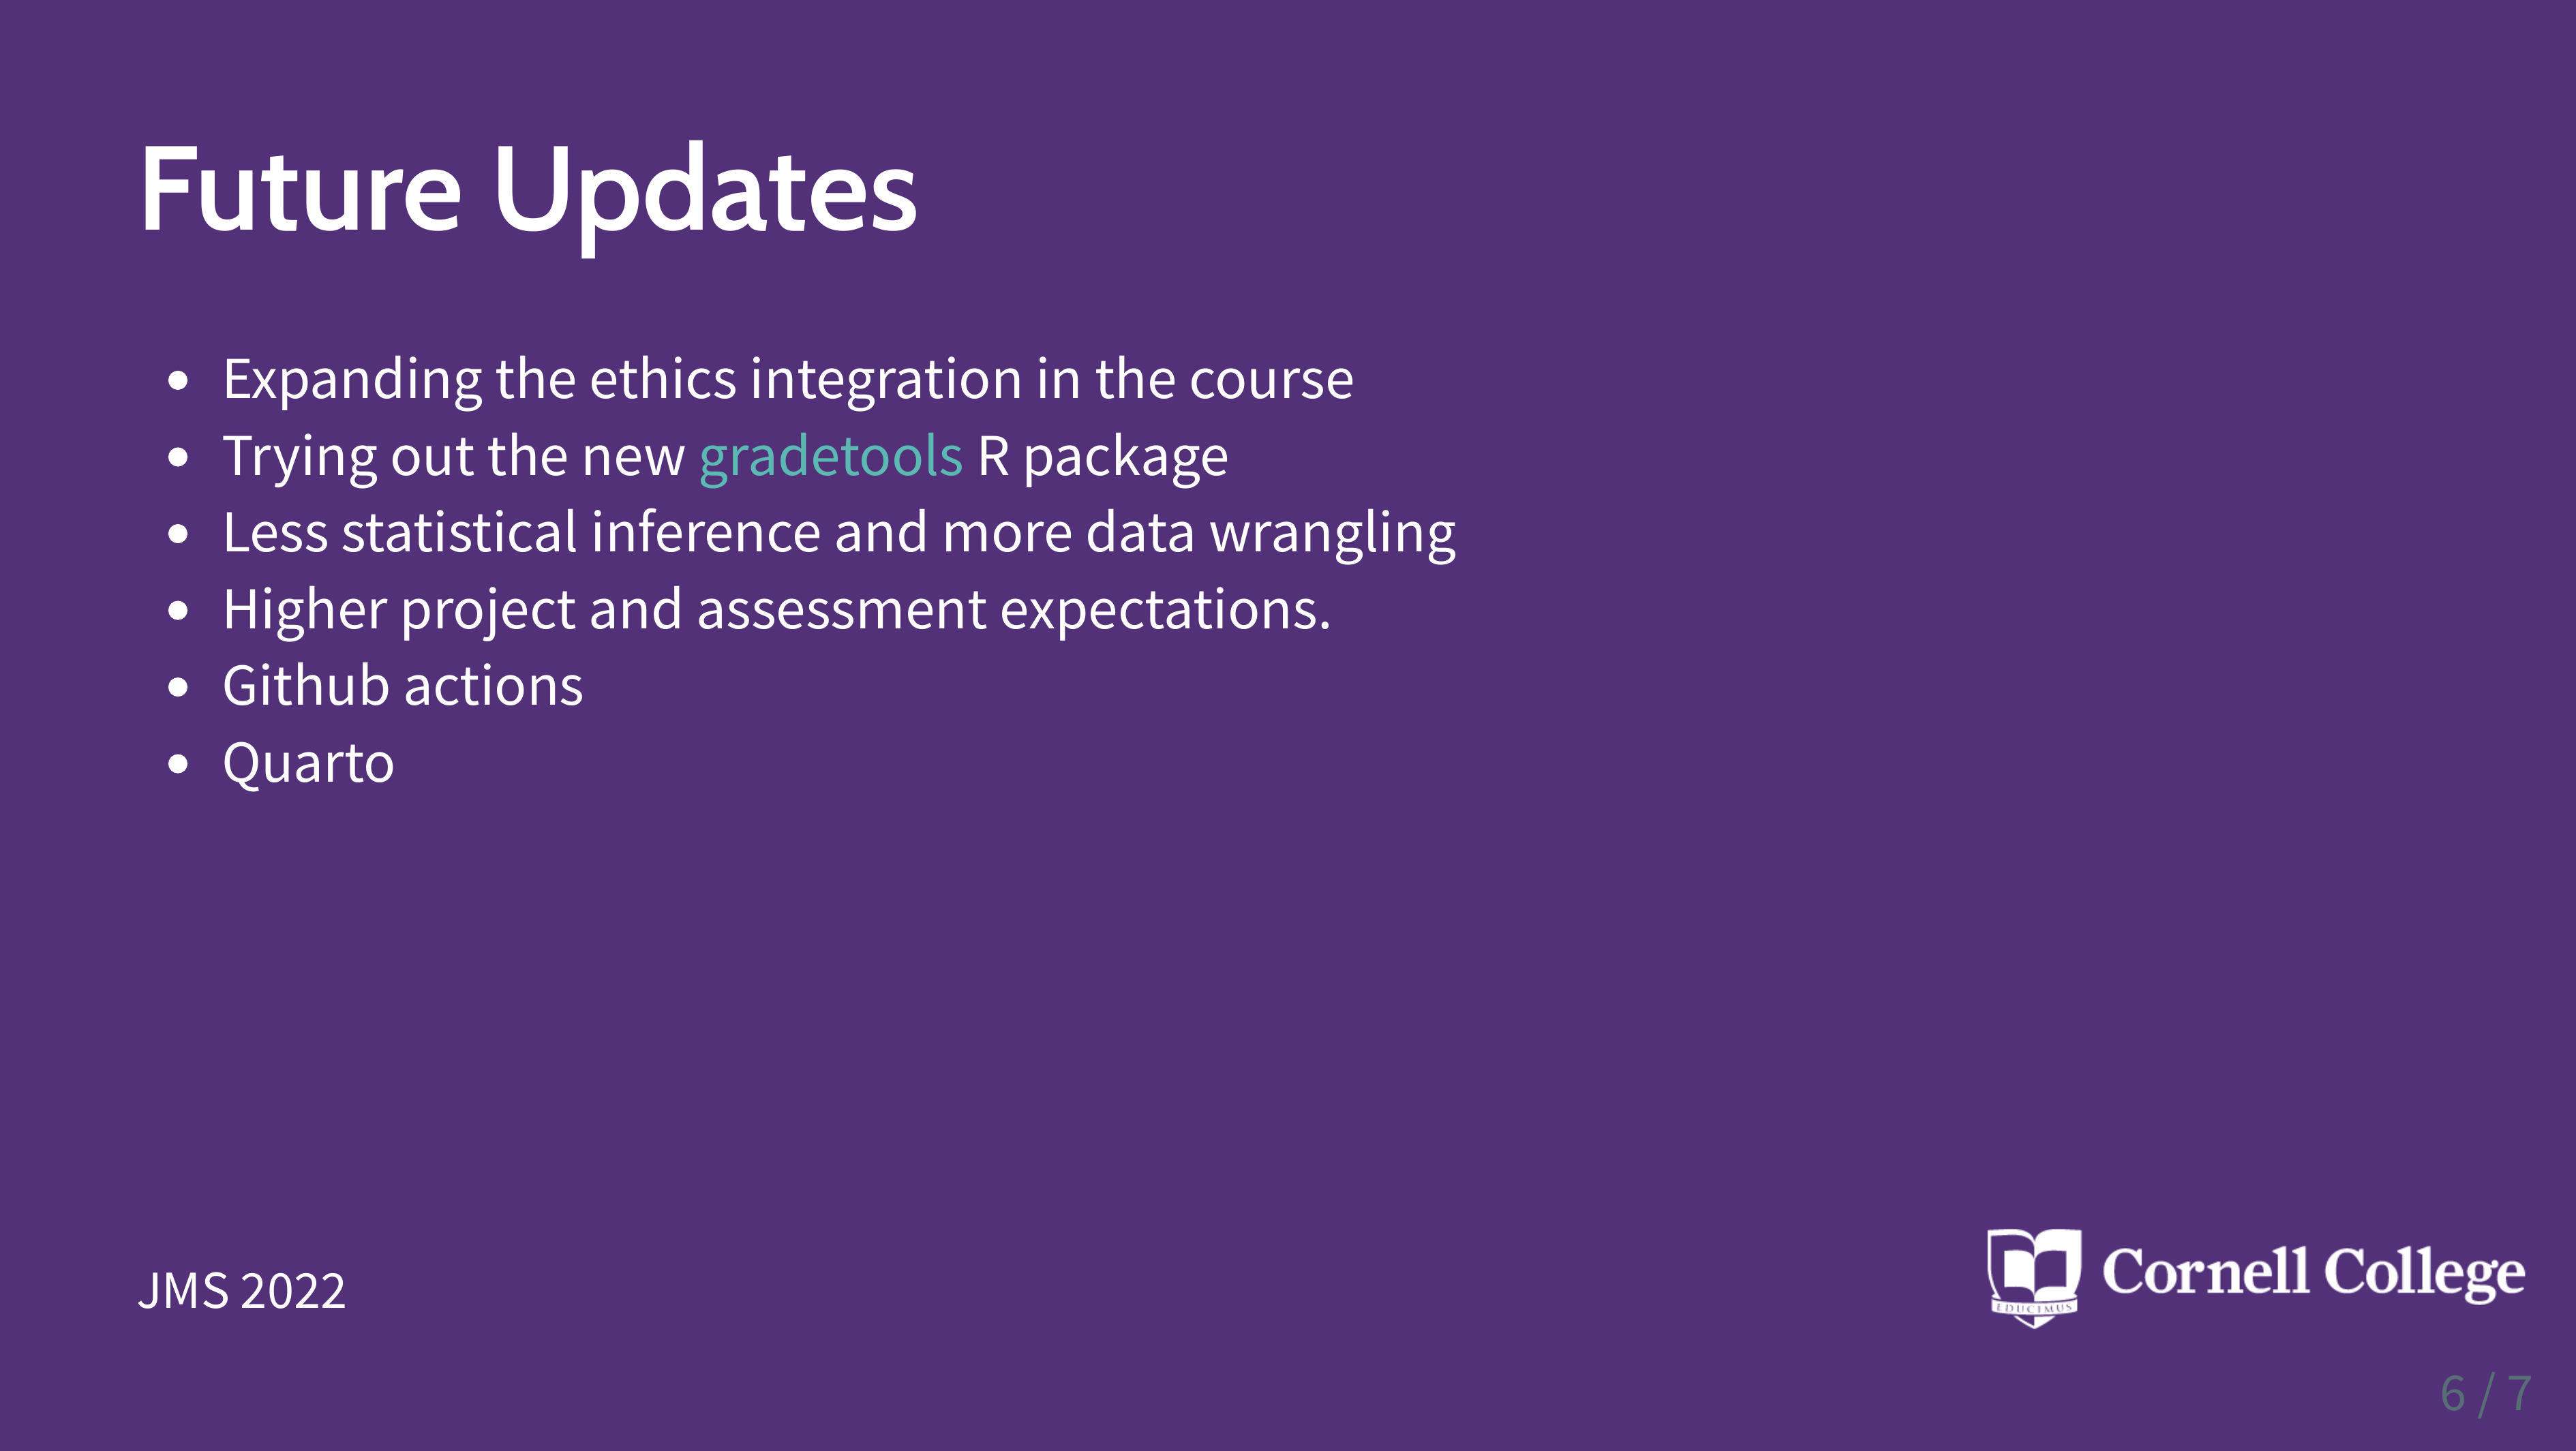 Future Updates
Expanding the ethics integration in the course
Trying out the new gradetools R package
Less statistical inference and more data wrangling
Higher project and assessment expectations.
Github actions
Quarto
JMS 2022
EDUCIMUS
Cornell College
6 / 7